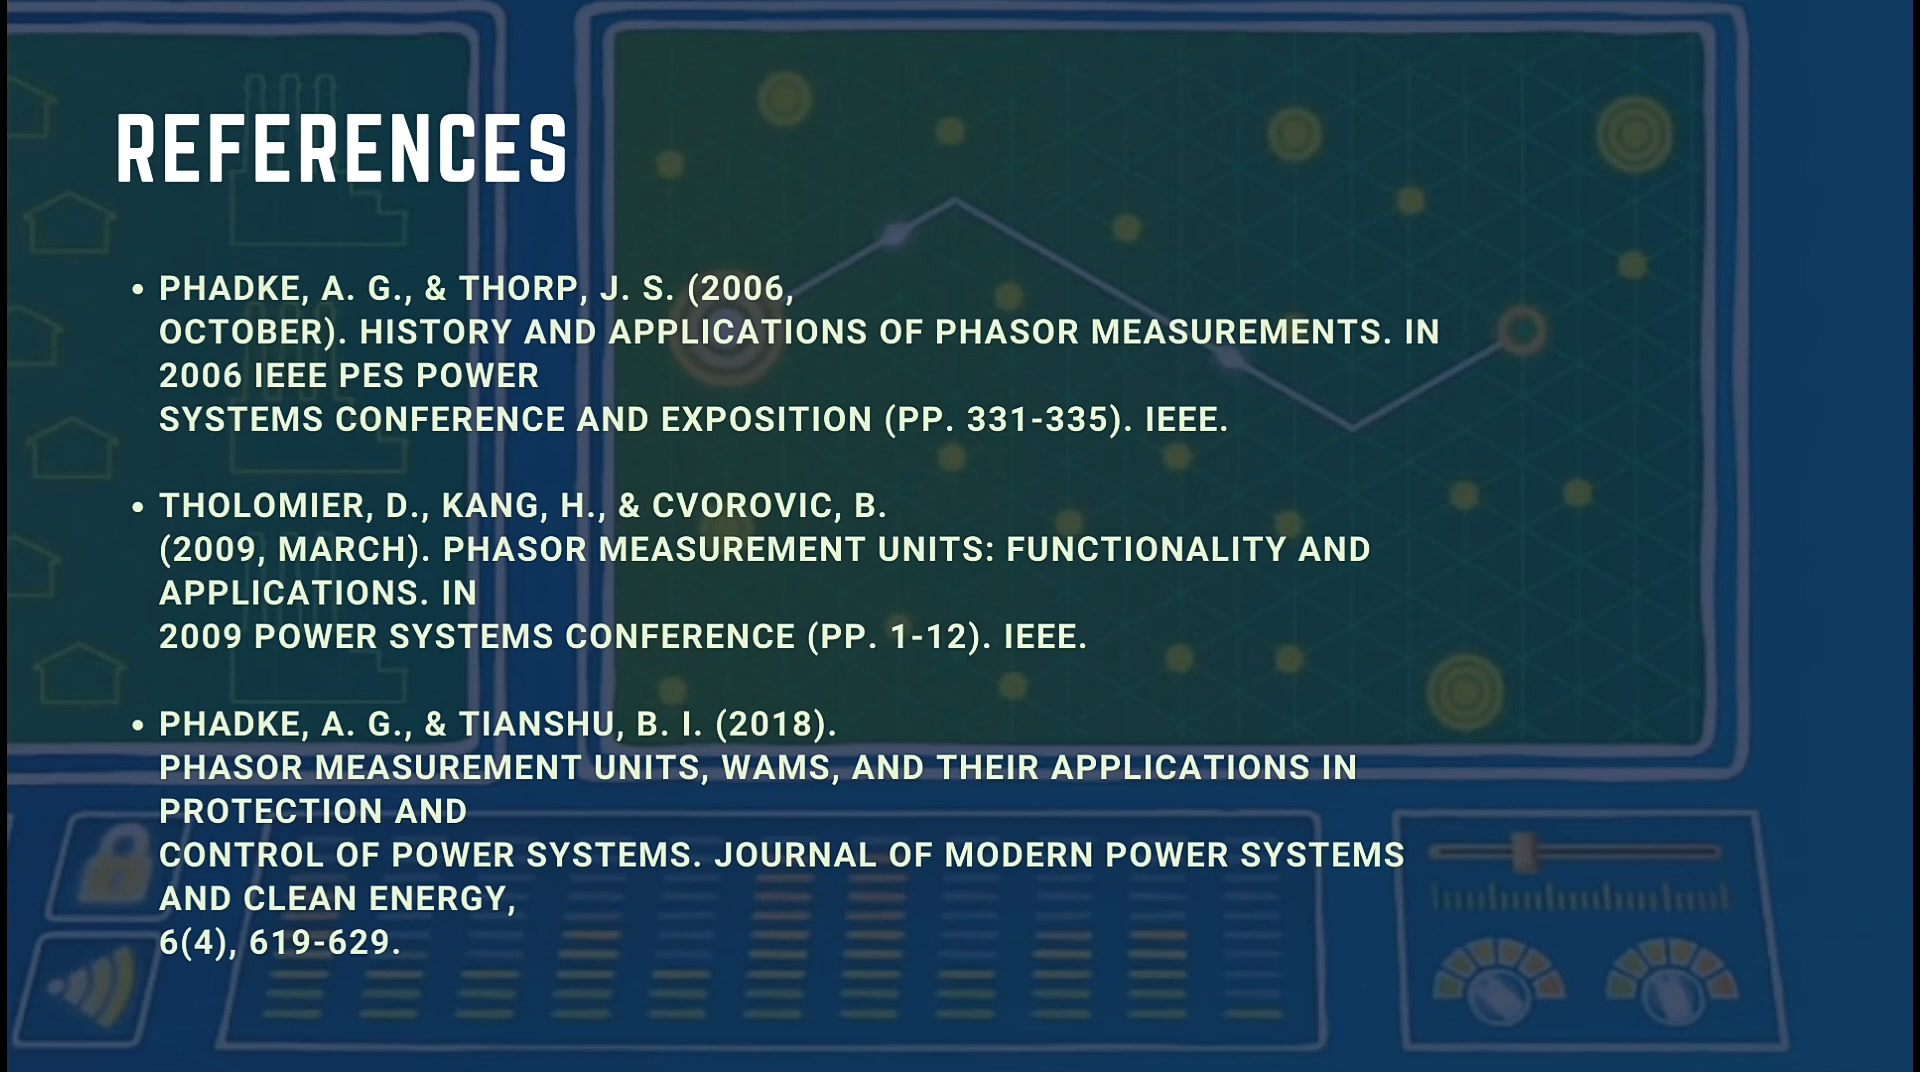 REFERENCES
• PHADKE, A. G., & THORP, J. S. (2006,
OCTOBER). HISTORY AND APPLICATIONS OF PHASOR MEASUREMENTS. IN
2006 IEEE PES POWER
SYSTEMS CONFERENCE AND EXPOSITION (PP. 331-335). IEEE.
• THOLOMIER, D., KANG, H., & CVOROVIC, B.
(2009, MARCH). PHASOR MEASUREMENT UNITS: FUNCTIONALITY AND
APPLICATIONS. IN
2009 POWER SYSTEMS CONFERENCE (PP. 1-12). IEEE.
• PHADKE, A. G., & TIANSHU, B. I. (2018).
PHASOR MEASUREMENT UNITS, WAMS, AND THEIR APPLICATIONS IN
PROTECTION AND
CONTROL OF POWER SYSTEMS. JOURNAL OF MODERN POWER SYSTEMS
AND CLEAN ENERGY,
6(4), 619-629.